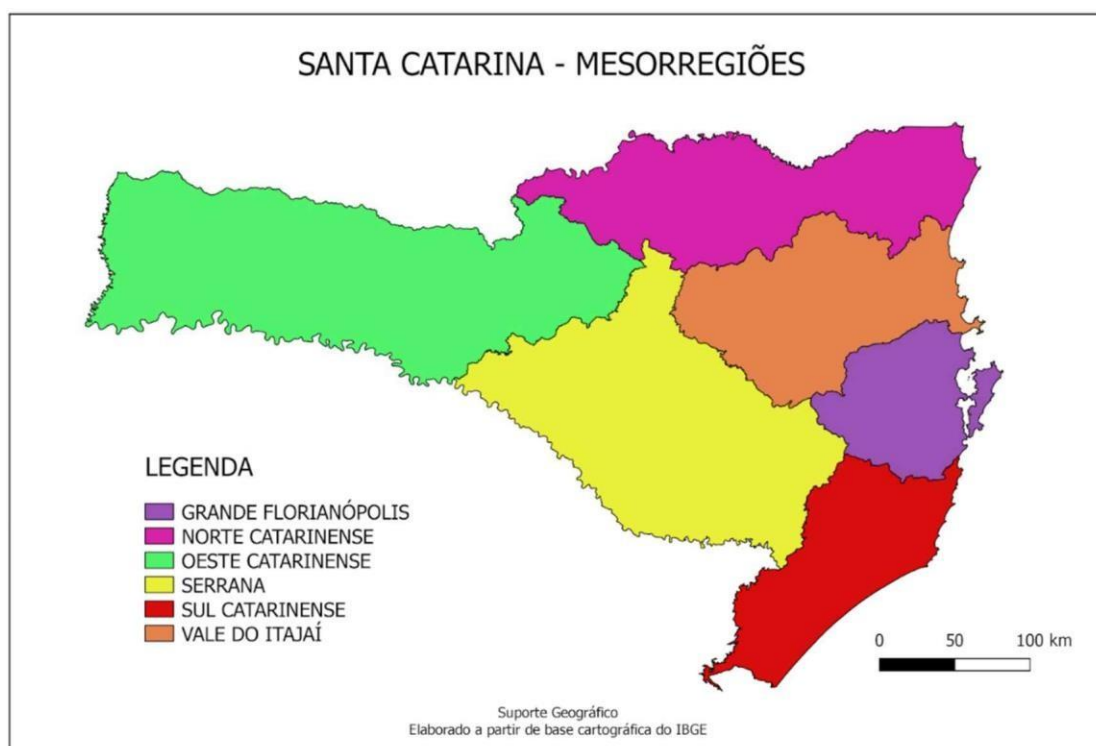 SANTA CATARINA - MESORREGIÕES
LEGENDA
GRANDE FLORIANÓPOLIS
NORTE CATARINENSE
OESTE CATARINENSE
SERRANA
SUL CATARINENSE
VALE DO ITAJAÍ
0 50 100 km
Suporte Geográfico
Elaborado a partir de base cartográfica do IBGE